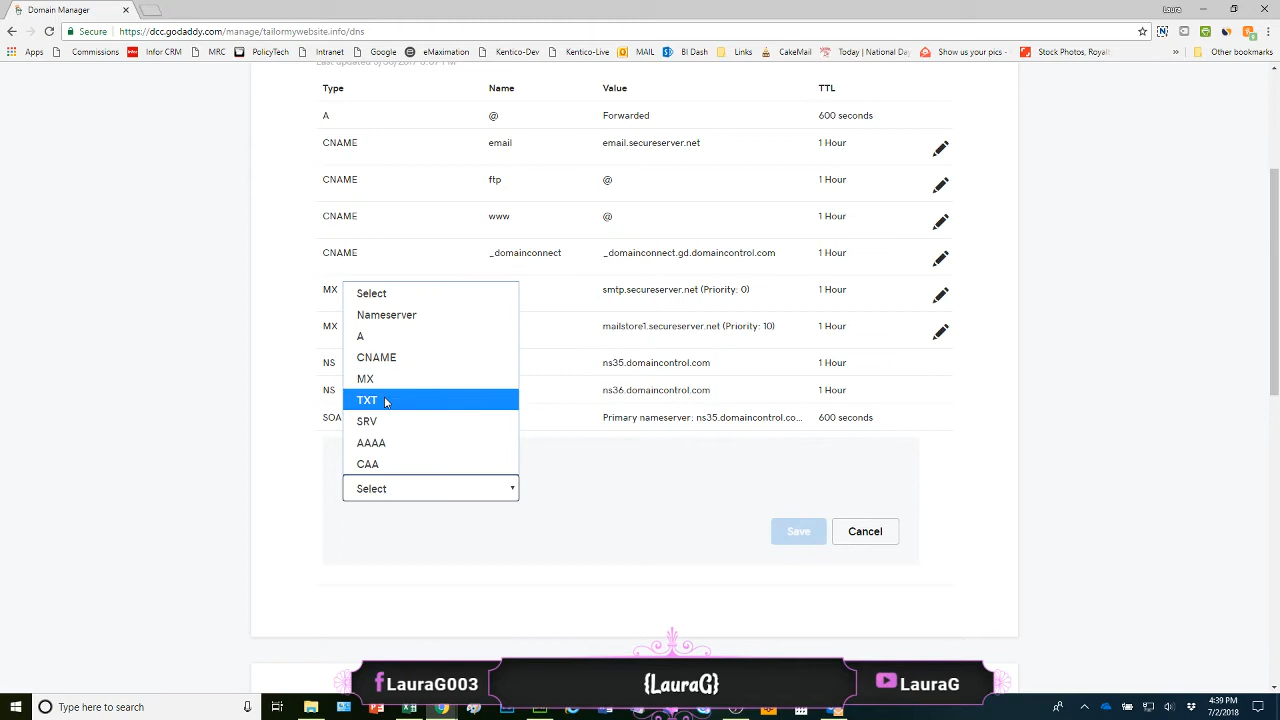 Domain Manager
Laura
Secure
https://dcc.godaddy.com/manage/tailormywebsite.info/dns
Apps
Commissions
Infor CRM
MRC
PolicyTech
Intranet
Google
eMaximation
Kentico-Dev
Kentico-Live
MAIL
BI Dash
Links
CakeMail
Today | National Day
Show us your pics
Stock Photos, Royalt
»
Other bookmarks
Type Name Value TTL
A @ Forwarded 600 seconds
CNAME email email.secureserver.net 1 Hour
CNAME ftp @ 1 Hour
CNAME www @ 1 Hour
CNAME _domainconnect _domainconnect.gd.domaincontrol.com 1 Hour
MX smtp.secureserver.net (Priority: 0) 1 Hour
MX mailstore1.secureserver.net (Priority: 10) 1 Hour
NS ns35.domaincontrol.com 1 Hour
NS ns36.domaincontrol.com 1 Hour
SOA Primary nameserver: ns35.domaincontrol.co... 600 seconds
Select
Nameserver
A
CNAME
MX
TXT
SRV
AAAA
CAA
Select
Save
Cancel
LauraG003
{LauraG}
LauraG
Type here to search
4:39 PM
7/2/2018